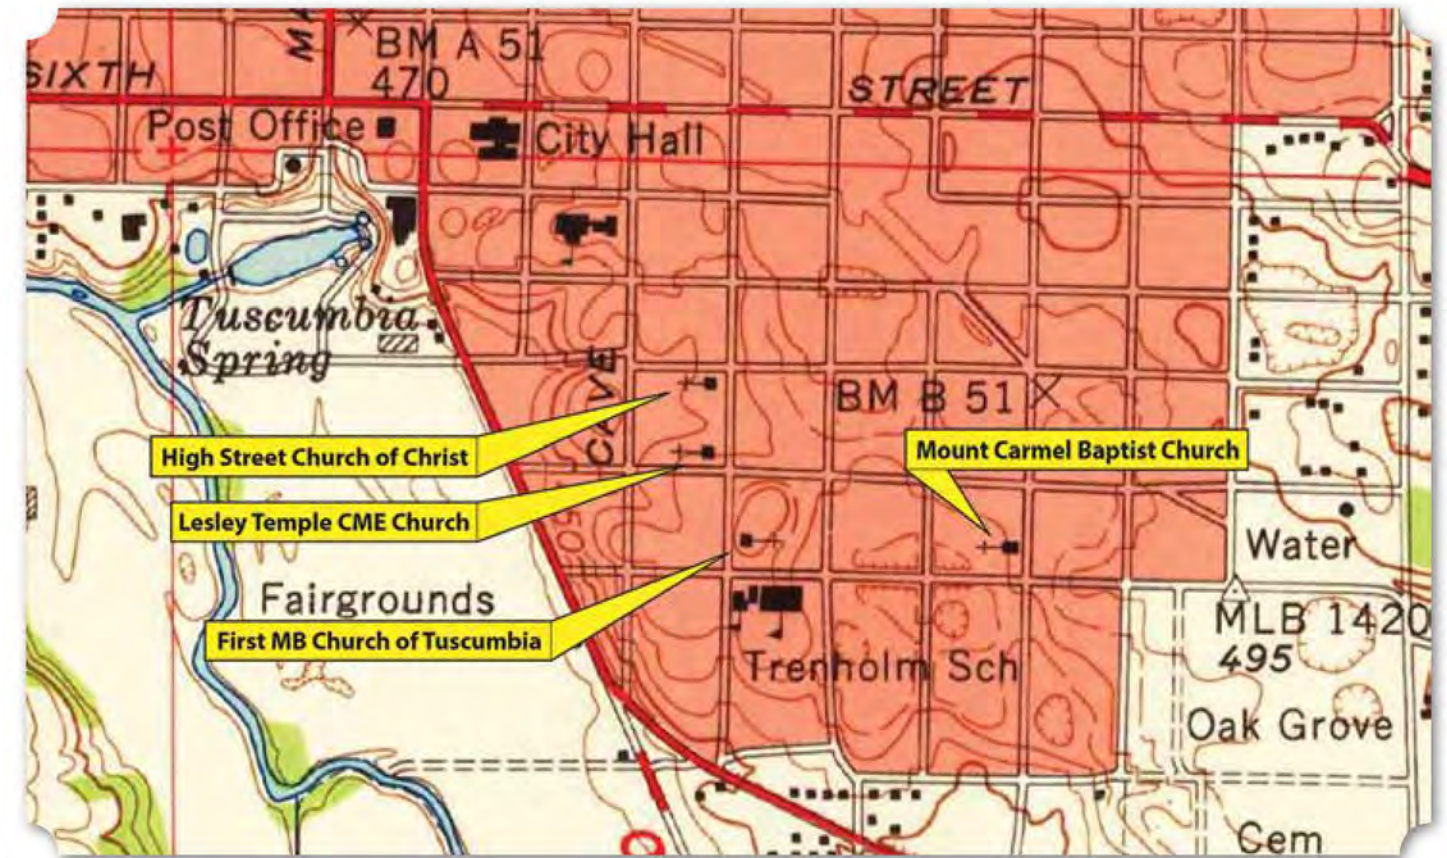 MA
BM A 51
470
SIXTH
STREET
Post Office
City Hall
Tuscumbia
Spring
CAVE
BM B 51
High Street Church of Christ
Mount Carmel Baptist Church
Lesley Temple CME Church
Water
Fairgrounds
First MB Church of Tuscumbia
MLB 1420
495
Trenholm Sch
Oak Grove
Cem